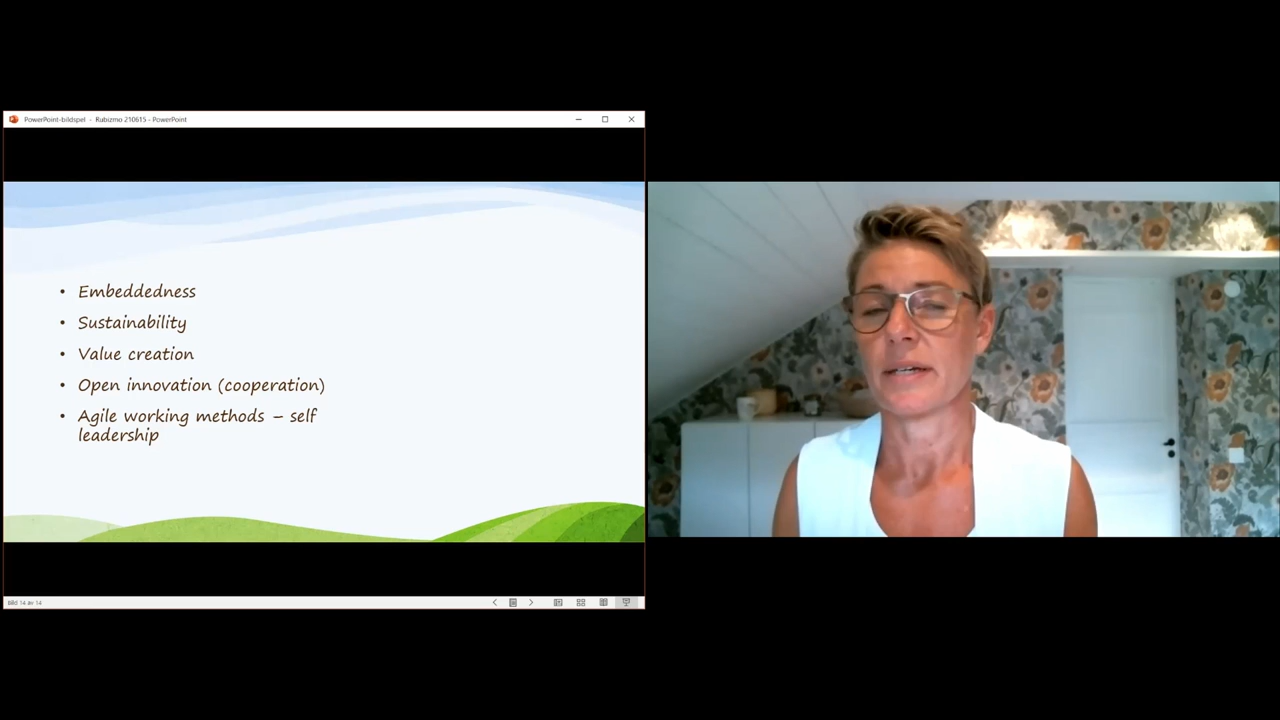 PowerPoint-bildspel - Rubizmo 210615 - PowerPoint
• Embeddedness
• Sustainability
• Value creation
• Open innovation (cooperation)
• Agile working methods – self
leadership
Bild 14 av 14